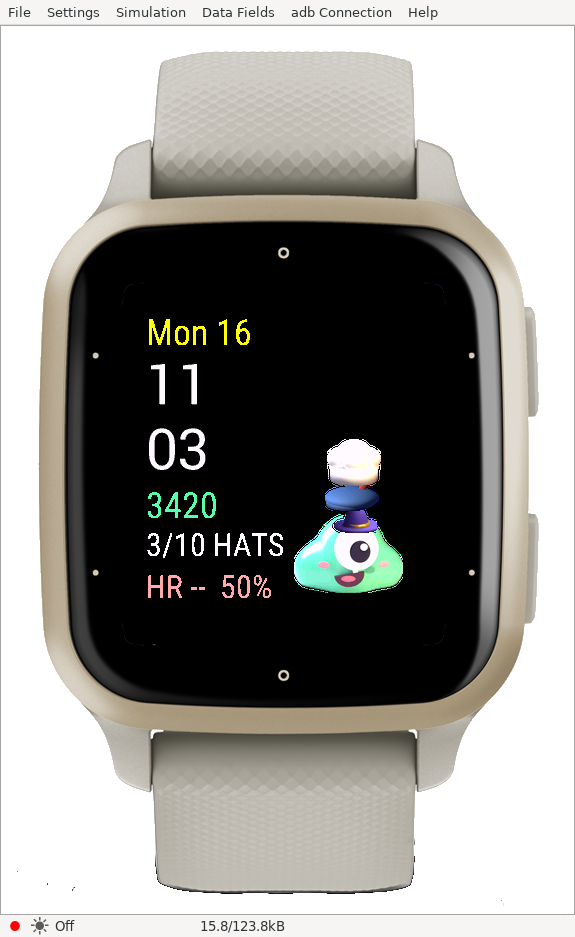 File Settings Simulation Data Fields adb Connection Help
Mon 16
11
03
3420
3/10 HATS
HR -- 50%
Off 15.8/123.8kB